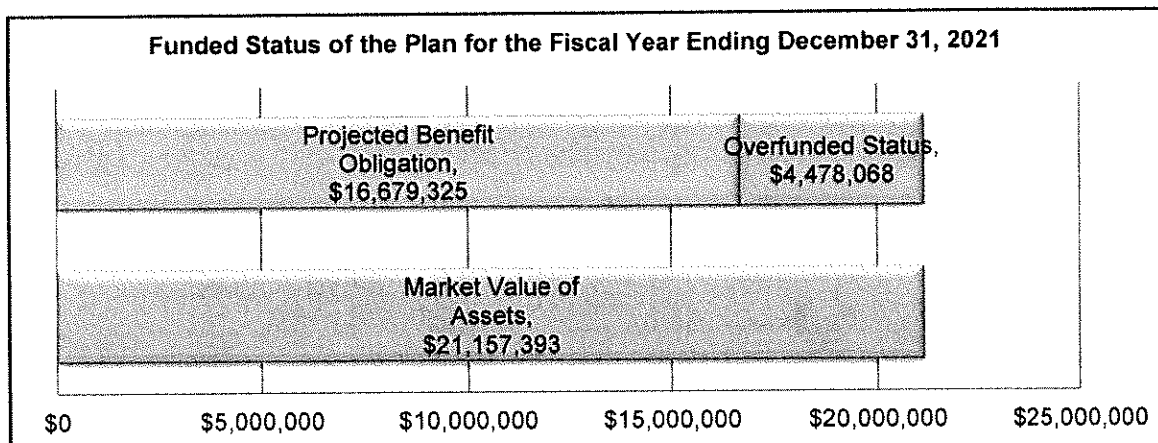 Funded Status of the Plan for the Fiscal Year Ending December 31, 2021
Projected Benefit
Obligation,
$16,679,325
Overfunded Status,
$4,478,068
Market Value of
Assets,
$21,157,393
$0 $5,000,000 $10,000,000 $15,000,000 $20,000,000 $25,000,000